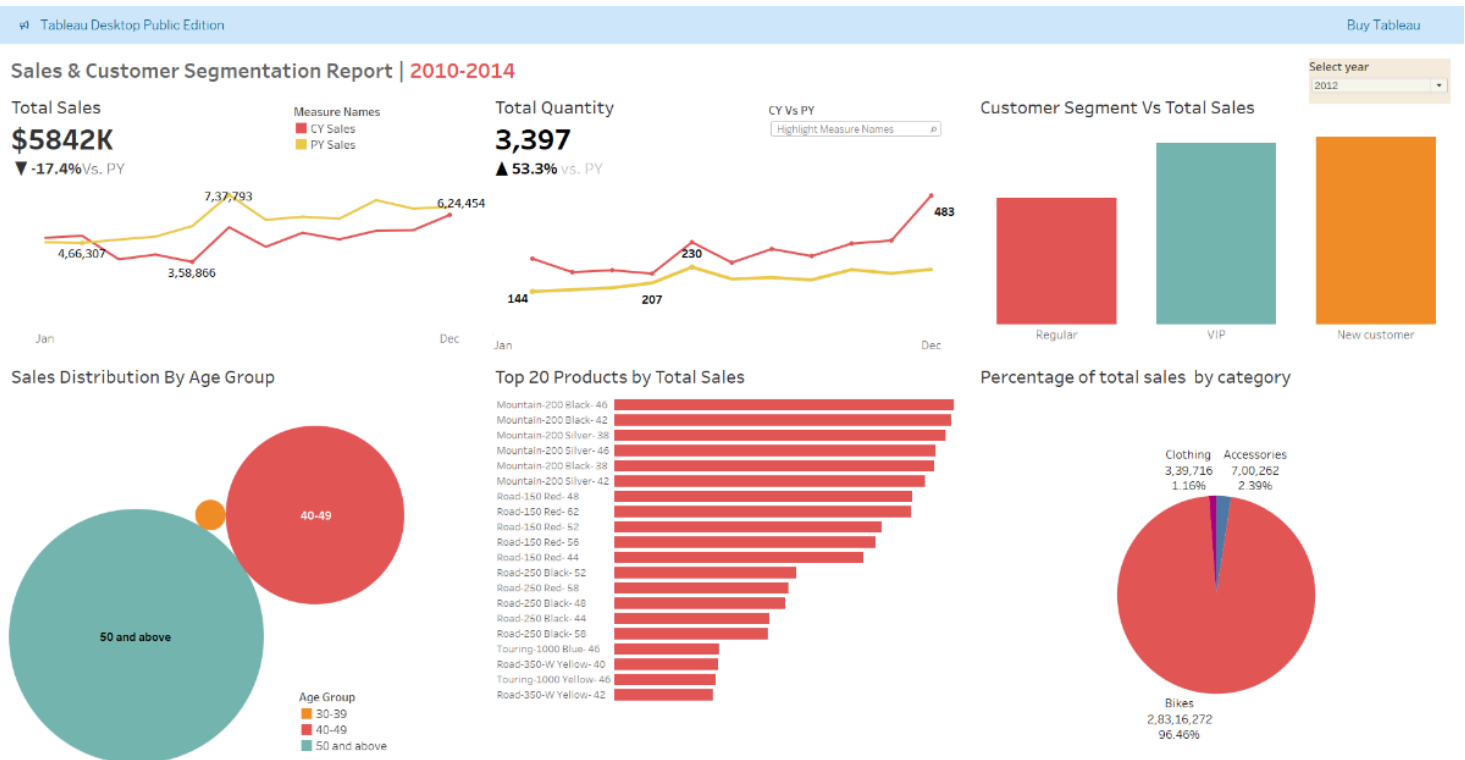 Tableau Desktop Public Edition
Buy Tableau
Sales & Customer Segmentation Report | 2010-2014
Select year
2012
Total Sales
$5842K
▼ -17.4%Vs. PY
Measure Names
CY Sales
PY Sales
7,37,793
6,24,454
4,66,307
3,58,866
Jan
Dec
Total Quantity
3,397
▲ 53.3% vs. PY
CY Vs PY
Highlight Measure Names
483
230
144
207
Jan
Dec
Customer Segment Vs Total Sales
Regular
VIP
New customer
Sales Distribution By Age Group
40-49
50 and above
Age Group
30-39
40-49
50 and above
Top 20 Products by Total Sales
Mountain-200 Black- 46
Mountain-200 Black- 42
Mountain-200 Silver- 38
Mountain-200 Silver- 46
Mountain-200 Black- 38
Mountain-200 Silver- 42
Road-150 Red- 48
Road-150 Red- 62
Road-150 Red- 52
Road-150 Red- 56
Road-150 Red- 44
Road-250 Black- 52
Road-250 Red- 58
Road-250 Black- 48
Road-250 Black- 44
Road-250 Black- 58
Touring-1000 Blue- 46
Road-350-W Yellow- 40
Touring-1000 Yellow- 46
Road-350-W Yellow- 42
Percentage of total sales by category
Clothing
3,39,716
1.16%
Accessories
7,00,262
2.39%
Bikes
2,83,16,272
96.46%